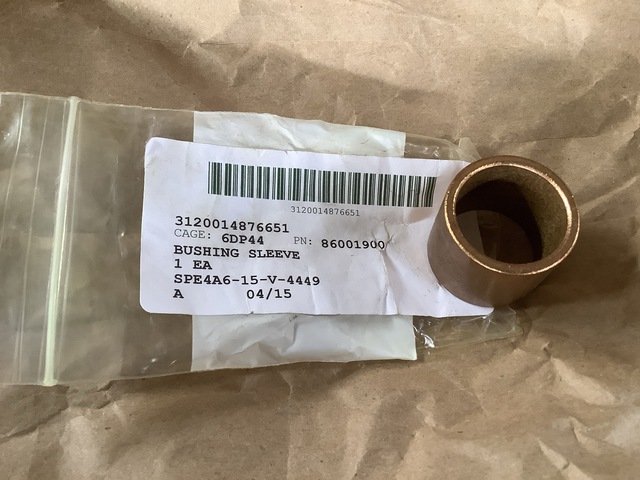 3120014876651
3120014876651
CAGE: 6DP44 PN: 86001900
BUSHING SLEEVE
1 EA
SPE4A6-15-V-4449
A 04/15